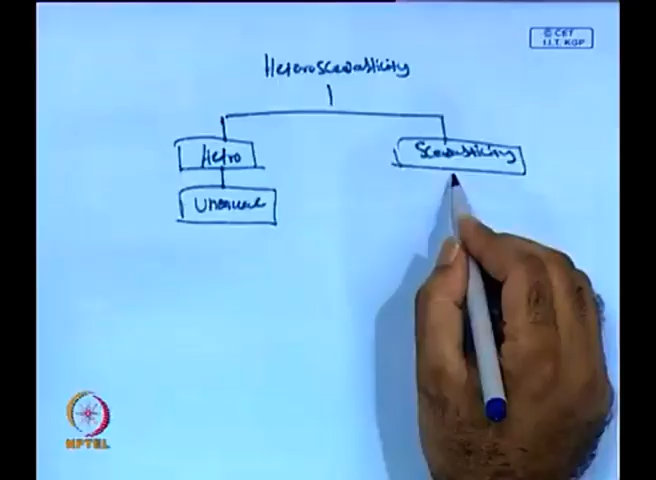 © CET
I.I.T. KGP
Heteroscedasticity
Hetro
Scedasticity
Unequal
NPTEL